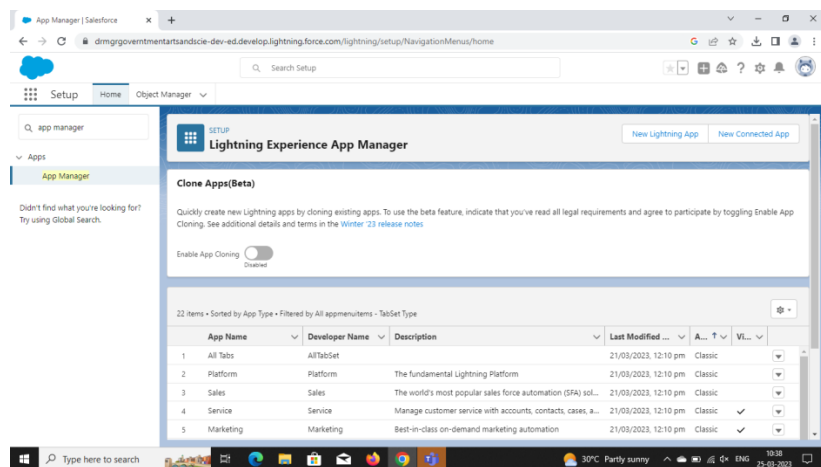 App Manager | Salesforce
drmgrgoverntmentartsandscie-dev-ed.develop.lightning.force.com/lightning/setup/NavigationMenus/home
Search Setup
Setup Home Object Manager
app manager
Apps
App Manager
Didn't find what you're looking for?
Try using Global Search.
SETUP
Lightning Experience App Manager
New Lightning App New Connected App
Clone Apps(Beta)
Quickly create new Lightning apps by cloning existing apps. To use the beta feature, indicate that you've read all legal requirements and agree to participate by toggling Enable App
Cloning. See additional details and terms in the Winter '23 release notes
Enable App Cloning
Disabled
22 items • Sorted by App Type • Filtered by All appmenuitems - TabSet Type
App Name Developer Name Description Last Modified ... A... Vi...
1 All Tabs AllTabSet 21/03/2023, 12:10 pm Classic
2 Platform Platform The fundamental Lightning Platform 21/03/2023, 12:10 pm Classic
3 Sales Sales The world's most popular sales force automation (SFA) sol... 21/03/2023, 12:10 pm Classic
4 Service Service Manage customer service with accounts, contacts, cases, a... 21/03/2023, 12:10 pm Classic
5 Marketing Marketing Best-in-class on-demand marketing automation 21/03/2023, 12:10 pm Classic
Type here to search
30°C Partly sunny
ENG
10:38
25-03-2023